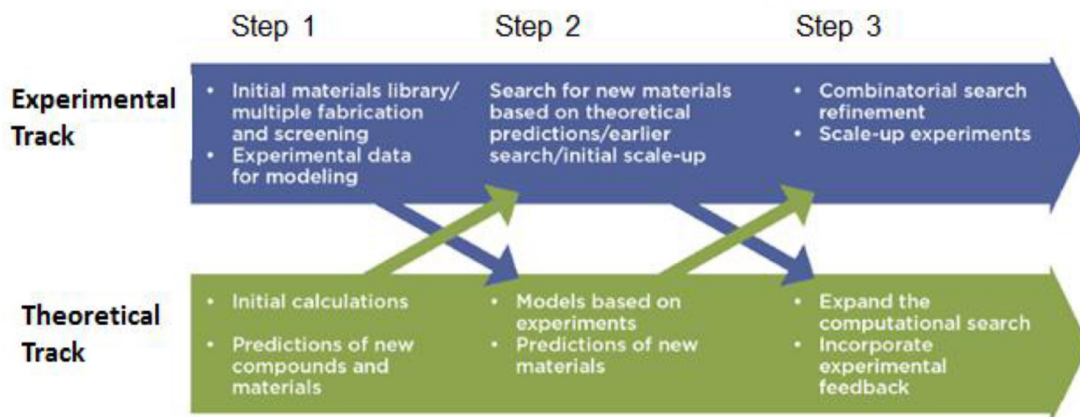 Step 1
Step 2
Step 3
Experimental
Track
• Initial materials library/
multiple fabrication
and screening
• Experimental data
for modeling
Search for new materials
based on theoretical
predictions/earlier
search/initial scale-up
• Combinatorial search
refinement
• Scale-up experiments
Theoretical
Track
• Initial calculations
• Predictions of new
compounds and
materials
• Models based on
experiments
• Predictions of new
materials
• Expand the
computational search
• Incorporate
experimental
feedback